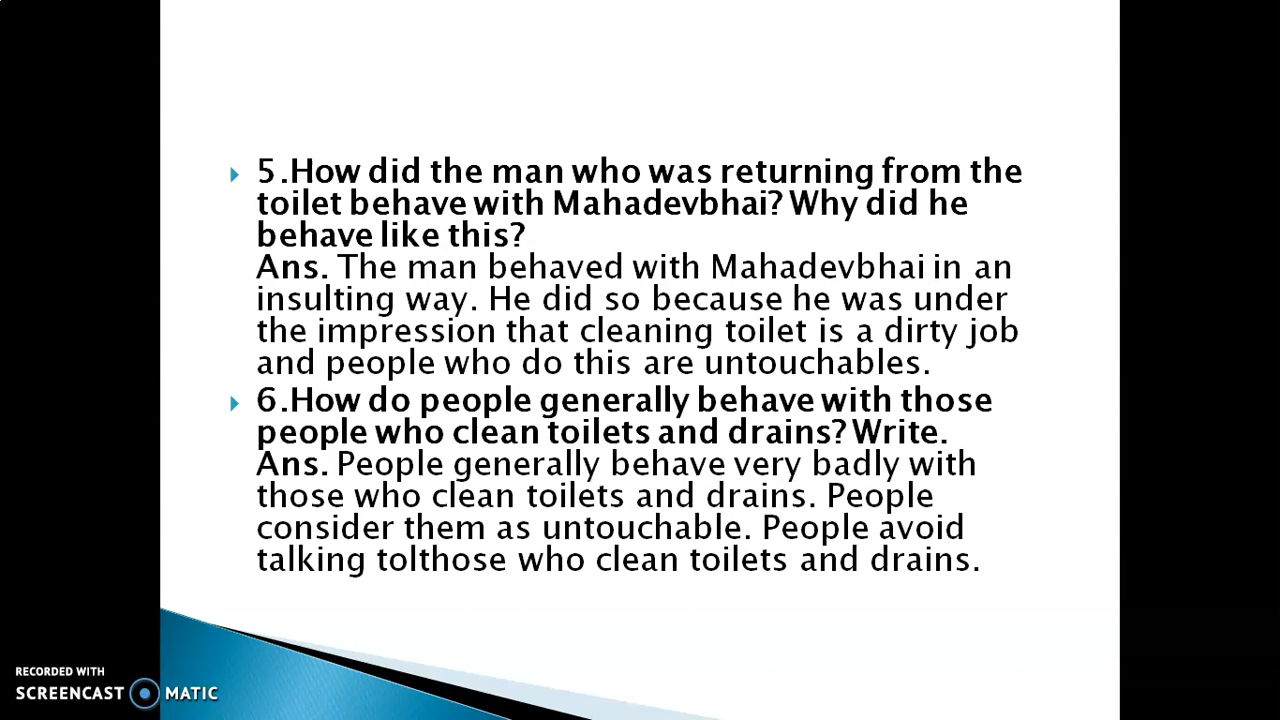 5.How did the man who was returning from the
toilet behave with Mahadevbhai? Why did he
behave like this?
Ans. The man behaved with Mahadevbhai in an
insulting way. He did so because he was under
the impression that cleaning toilet is a dirty job
and people who do this are untouchables.
6.How do people generally behave with those
people who clean toilets and drains? Write.
Ans. People generally behave very badly with
those who clean toilets and drains. People
consider them as untouchable. People avoid
talking tolthose who clean toilets and drains.
RECORDED WITH
SCREENCAST MATIC